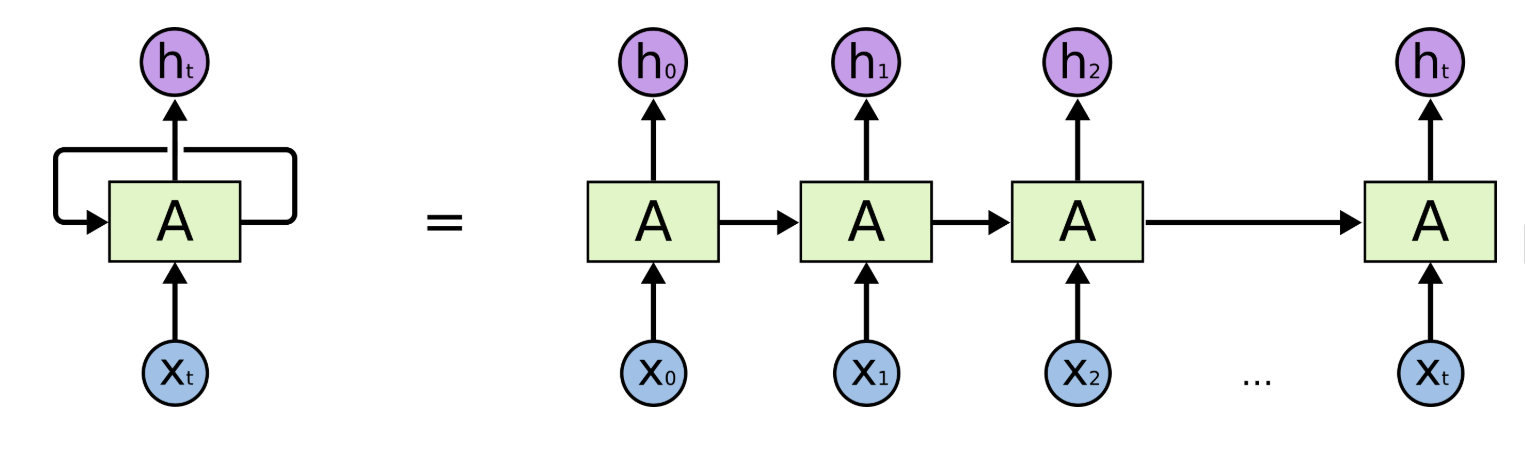 hₜ h₀ h₁ h₂ hₜ
A = A A A A
xₜ x₀ x₁ x₂ ... xₜ